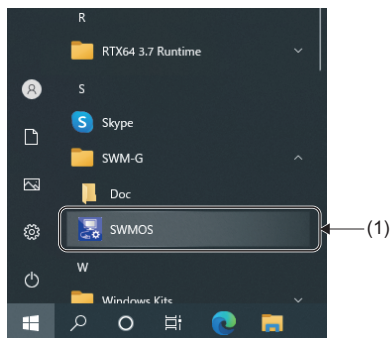 R
RTX64 3.7 Runtime
S
Skype
SWM-G
Doc
SWMOS
(1)
W
Windows Kits